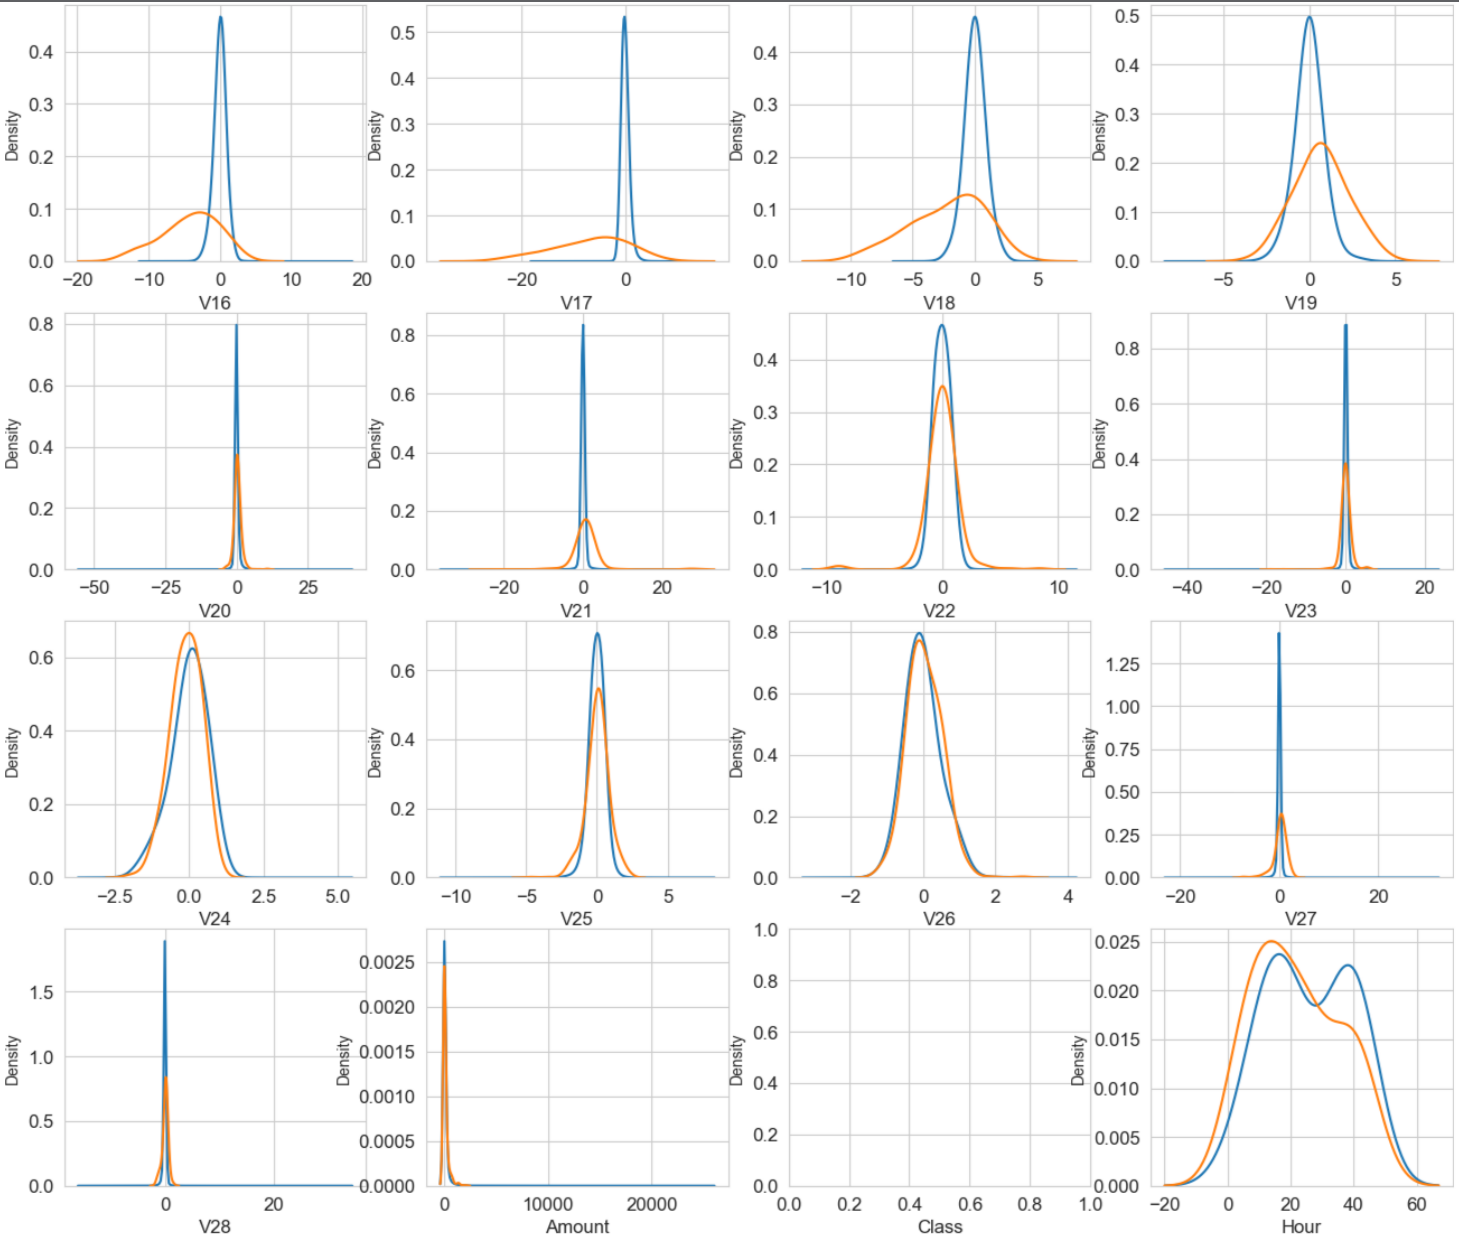 0.4 0.5 0.4 0.5
0.3 0.4 0.3 0.4
0.2 0.3 0.2 0.3
0.1 0.2 0.1 0.2
0.0 0.1 0.0 0.1
0.0 0.0
Density Density Density Density
−20 −10 0 10 20 −20 0 −10 −5 0 5 −5 0 5
V16 V17 V18 V19
0.8 0.8 0.4 0.8
0.6 0.6 0.3 0.6
0.4 0.4 0.2 0.4
0.2 0.2 0.1 0.2
0.0 0.0 0.0 0.0
Density Density Density Density
−50 −25 0 25 −20 0 20 −10 0 10 −40 −20 0 20
V20 V21 V22 V23
0.6 0.6 0.8 1.25
0.4 0.4 0.6 1.00
0.2 0.2 0.4 0.75
0.0 0.0 0.2 0.50
0.0 0.25
0.00
Density Density Density Density
−2.5 0.0 2.5 5.0 −10 −5 0 5 −2 0 2 4 −20 0 20
V24 V25 V26 V27
1.5 0.0025 1.0 0.025
1.0 0.0020 0.8 0.020
0.5 0.0015 0.6 0.015
0.0 0.0010 0.4 0.010
0.0005 0.2 0.005
0.0000 0.0 0.000
Density Density Density Density
0 20 0 10000 20000 0.0 0.2 0.4 0.6 0.8 1.0 −20 0 20 40 60
V28 Amount Class Hour